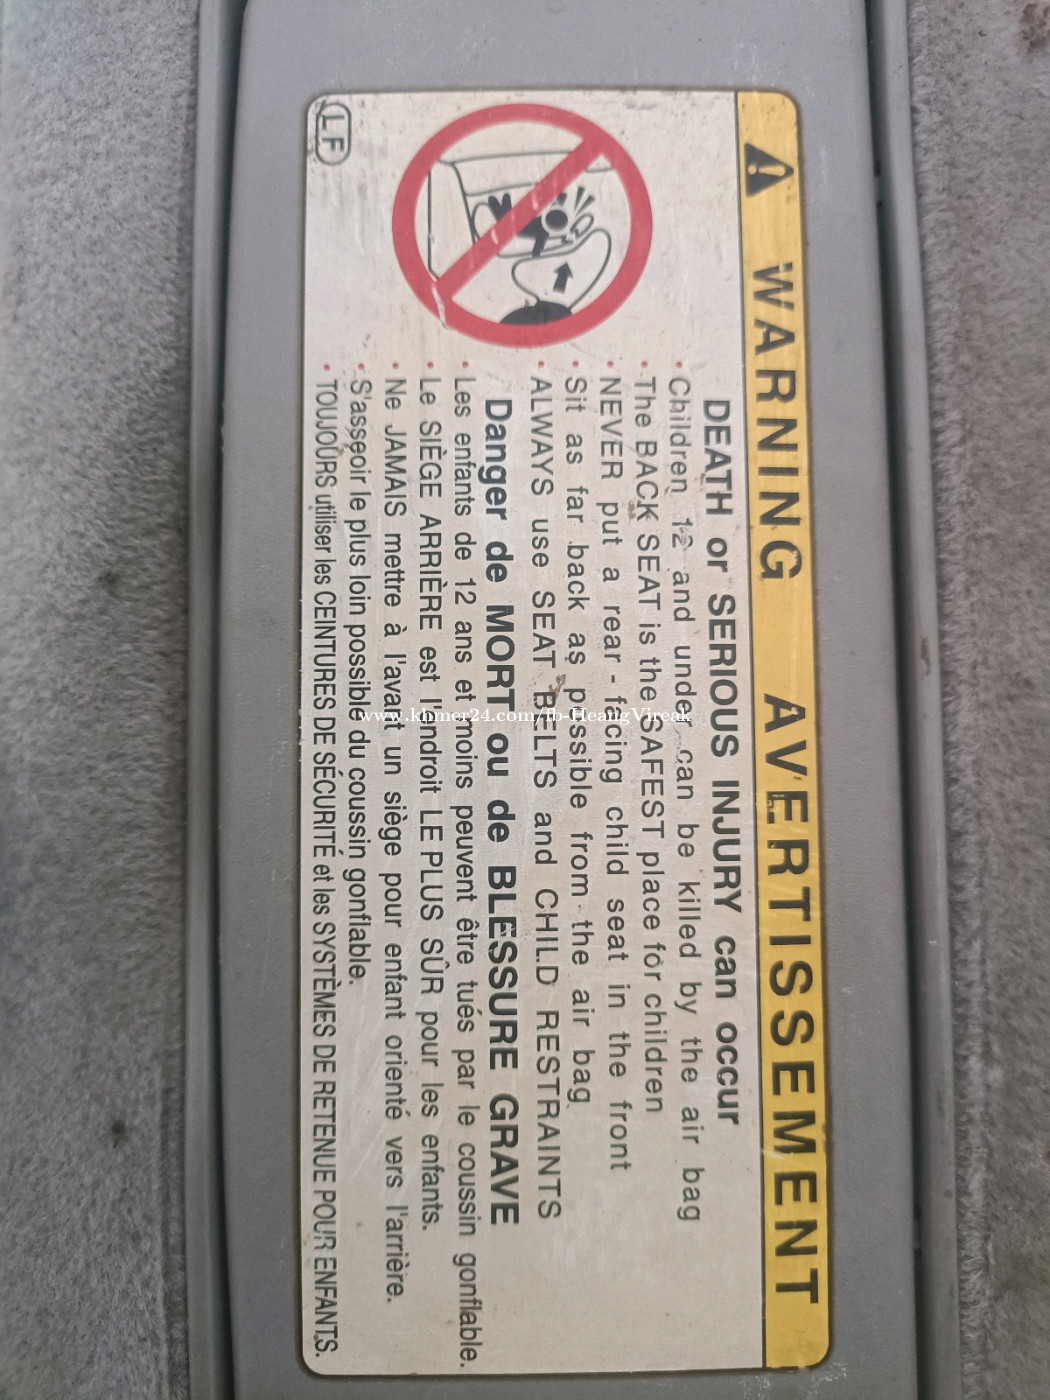 WARNING AVERTISSEMENT
DEATH or SERIOUS INJURY can occur
• Children 12 and under can be killed by the air bag
• The BACK SEAT is the SAFEST place for children
• NEVER put a rear-facing child seat in the front
• Sit as far back as possible from the air bag
• ALWAYS use SEAT BELTS and CHILD RESTRAINTS
Danger de MORT ou de BLESSURE GRAVE
• Les enfants de 12 ans et moins peuvent être tués par le coussin gonflable.
• Le SIÈGE ARRIÈRE est l'endroit LE PLUS SÛR pour les enfants.
• Ne JAMAIS mettre à l'avant un siège pour enfant orienté vers l'arrière.
• S'asseoir le plus loin possible du coussin gonflable.
• TOUJOURS utiliser les CEINTURES DE SÉCURITÉ et les SYSTÈMES DE RETENUE POUR ENFANTS.
LF
www.khmer24.com/fb-HeangVireak